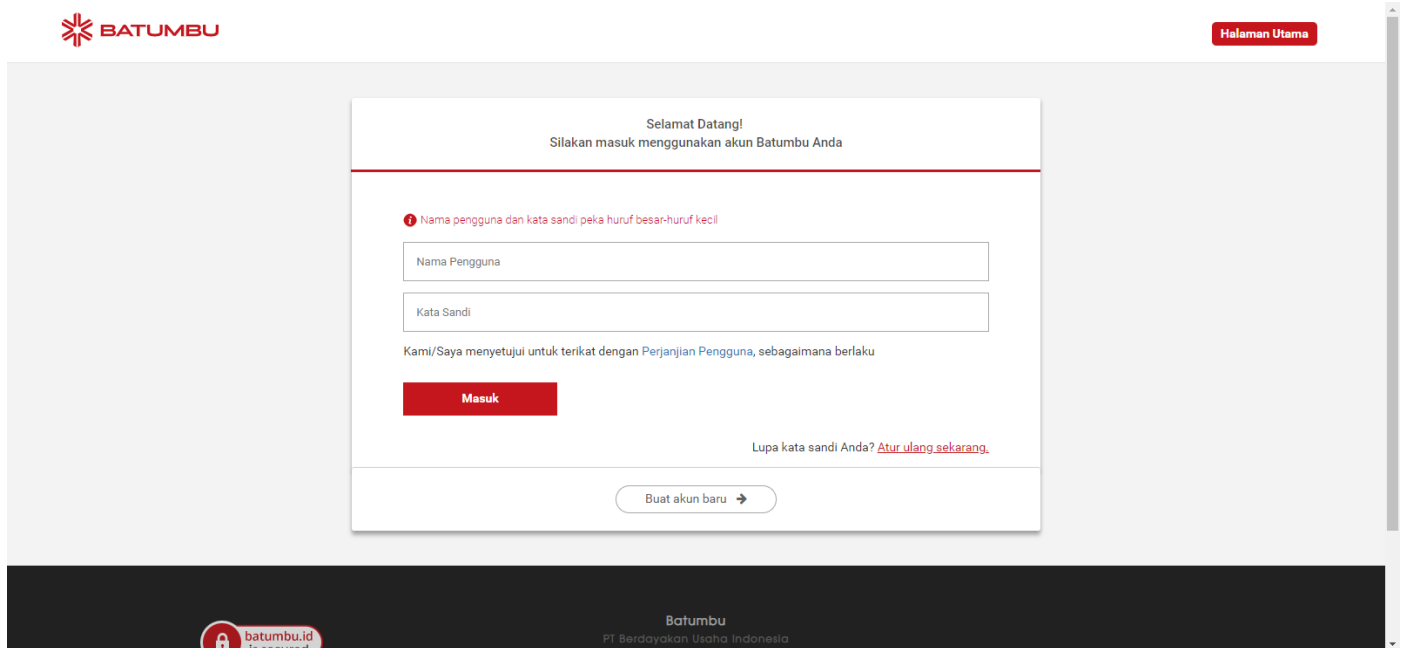 BATUMBU
Halaman Utama
Selamat Datang!
Silakan masuk menggunakan akun Batumbu Anda
Nama pengguna dan kata sandi peka huruf besar-huruf kecil
Nama Pengguna
Kata Sandi
Kami/Saya menyetujui untuk terikat dengan Perjanjian Pengguna, sebagaimana berlaku
Masuk
Lupa kata sandi Anda? Atur ulang sekarang.
Buat akun baru
Batumbu
PT Berdayakan Usaha Indonesia
batumbu.id
is secured